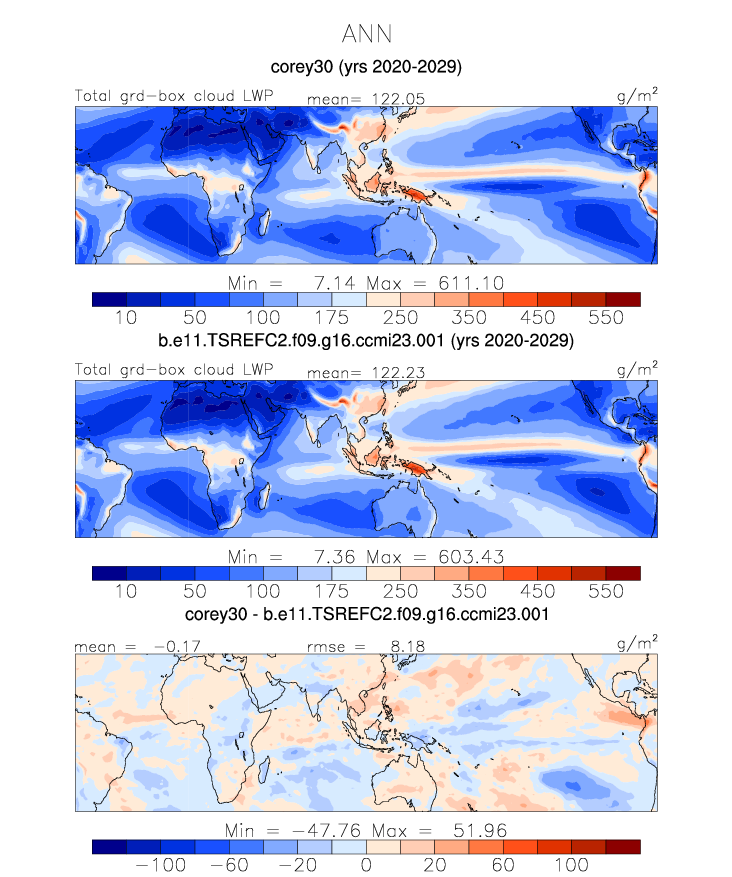 ANN
corey30 (yrs 2020-2029)
Total grd-box cloud LWP mean= 122.05 g/m²
Min = 7.14 Max = 611.10
10 50 100 175 250 350 450 550
b.e11.TSREFC2.f09.g16.ccmi23.001 (yrs 2020-2029)
Total grd-box cloud LWP mean= 122.23 g/m²
Min = 7.36 Max = 603.43
10 50 100 175 250 350 450 550
corey30 - b.e11.TSREFC2.f09.g16.ccmi23.001
mean = -0.17 rmse = 8.18 g/m²
Min = -47.76 Max = 51.96
-100 -60 -20 0 20 60 100